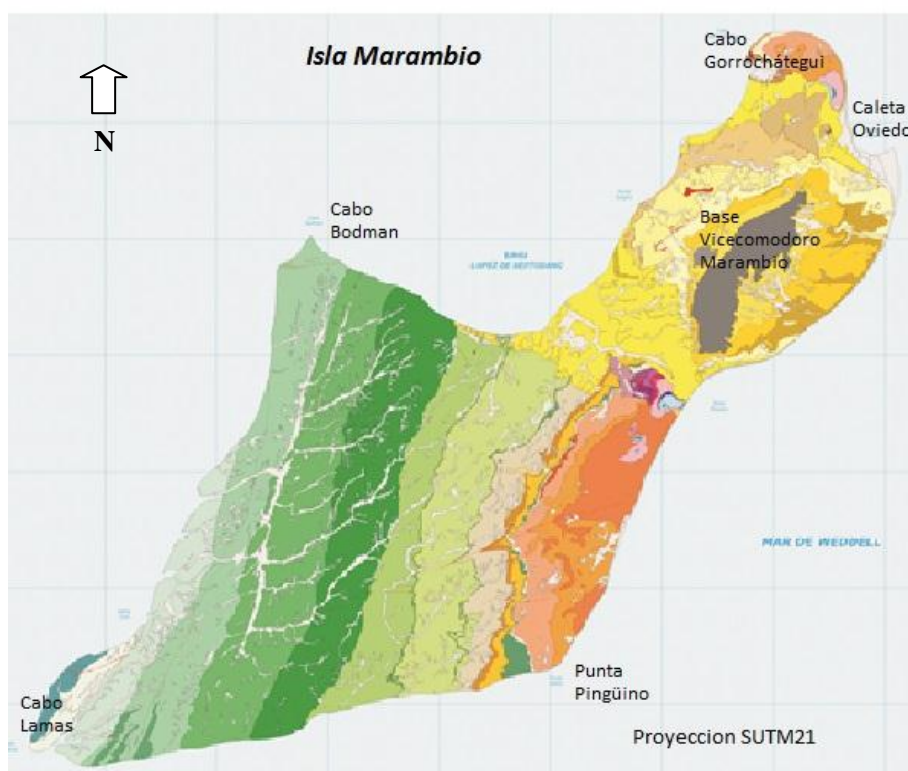 Isla Marambio
N
Cabo
Gorrochátegui
Caleta
Oviedo
Cabo
Bodman
Base
Vicecomodoro
Marambio
MAR DE WEDDELL
Punta
Pingüino
Cabo
Lamas
Proyeccion SUTM21